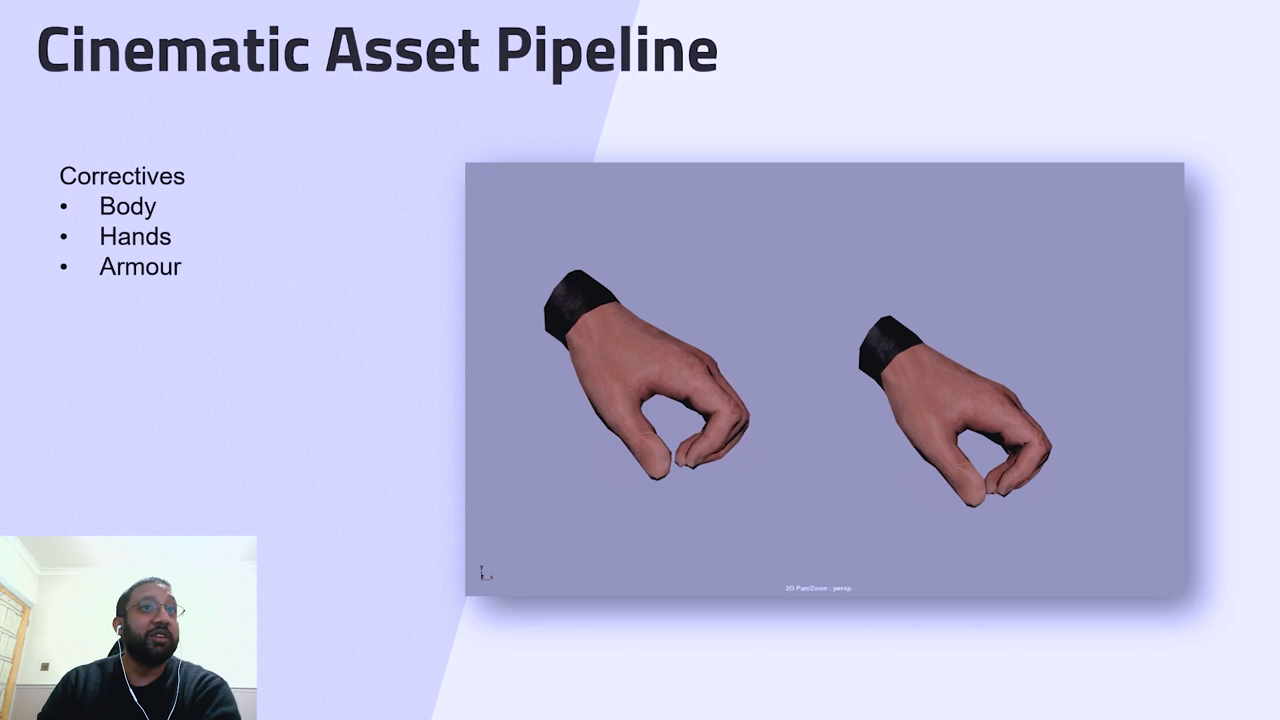 Cinematic Asset Pipeline
Correctives
• Body
• Hands
• Armour
y
x
2D Pan/Zoom : persp